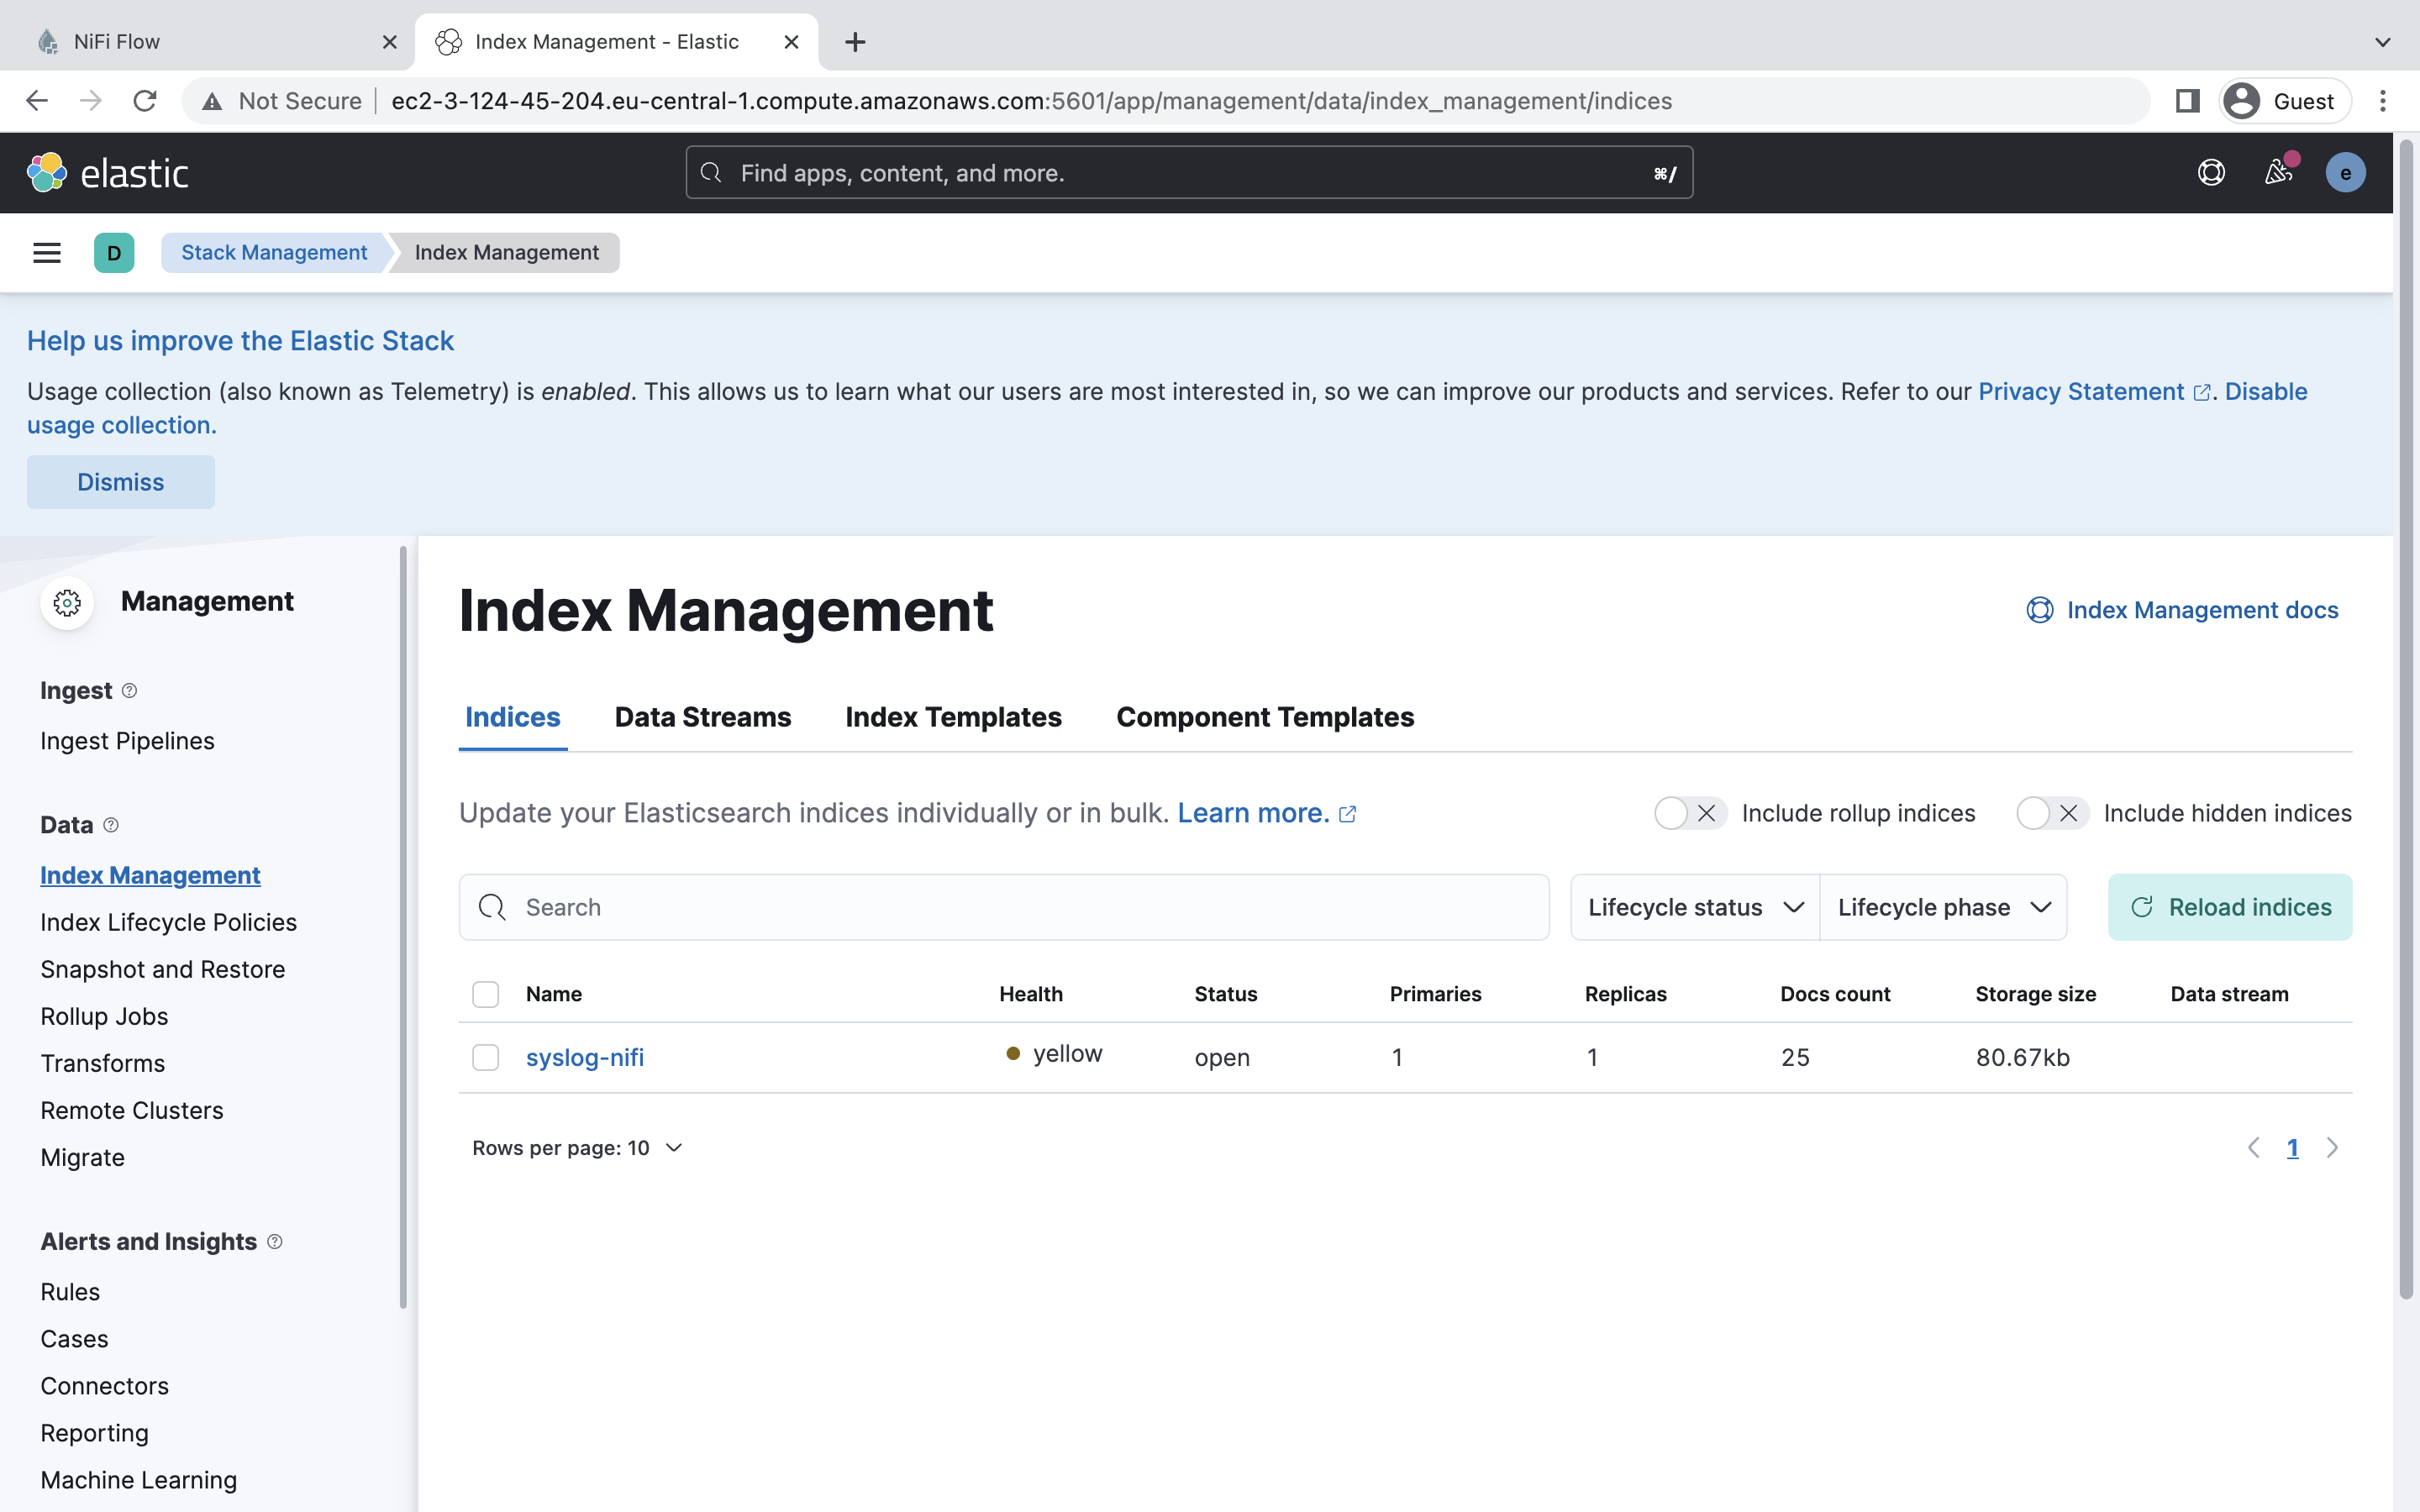 NiFi Flow
Index Management - Elastic
Not Secure ec2-3-124-45-204.eu-central-1.compute.amazonaws.com:5601/app/management/data/index_management/indices
Guest
elastic
Find apps, content, and more.
⌘/
e
D
Stack Management
Index Management
Help us improve the Elastic Stack
Usage collection (also known as Telemetry) is enabled. This allows us to learn what our users are most interested in, so we can improve our products and services. Refer to our Privacy Statement. Disable
usage collection.
Dismiss
Management
Ingest
Ingest Pipelines
Data
Index Management
Index Lifecycle Policies
Snapshot and Restore
Rollup Jobs
Transforms
Remote Clusters
Migrate
Alerts and Insights
Rules
Cases
Connectors
Reporting
Machine Learning
Index Management
Index Management docs
Indices
Data Streams
Index Templates
Component Templates
Update your Elasticsearch indices individually or in bulk. Learn more.
Include rollup indices
Include hidden indices
Search
Lifecycle status
Lifecycle phase
Reload indices
Name Health Status Primaries Replicas Docs count Storage size Data stream
syslog-nifi yellow open 1 1 25 80.67kb
Rows per page: 10
1